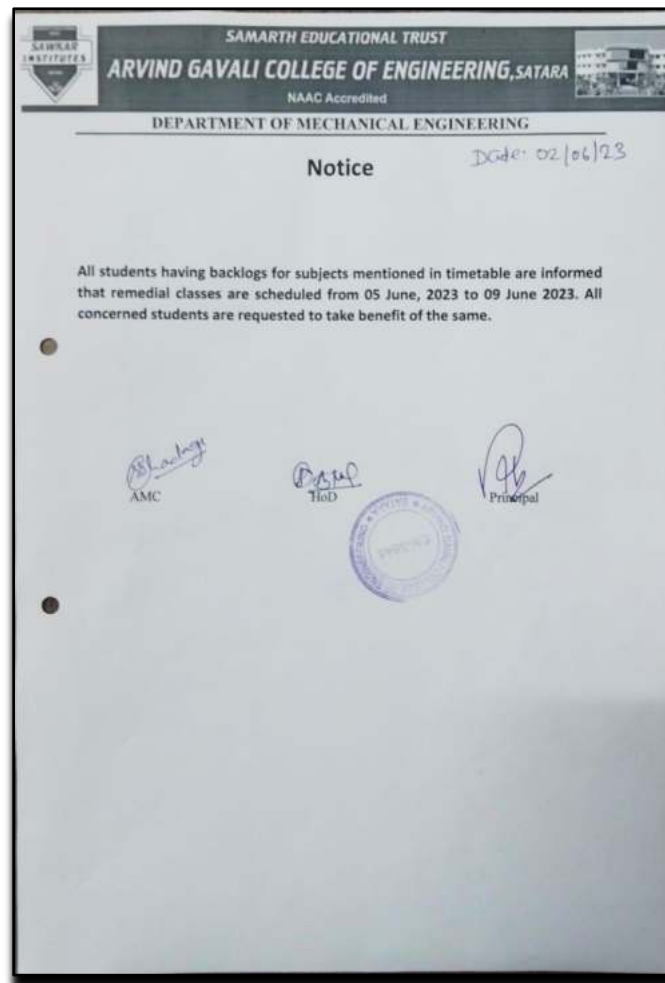 SAWKAR
INSTITUTES
SAMARTH EDUCATIONAL TRUST
ARVIND GAVALI COLLEGE OF ENGINEERING, SATARA
NAAC Accredited
DEPARTMENT OF MECHANICAL ENGINEERING
Date: 02/06/23
Notice
All students having backlogs for subjects mentioned in timetable are informed
that remedial classes are scheduled from 05 June, 2023 to 09 June 2023. All
concerned students are requested to take benefit of the same.
AMC
HoD
Principal